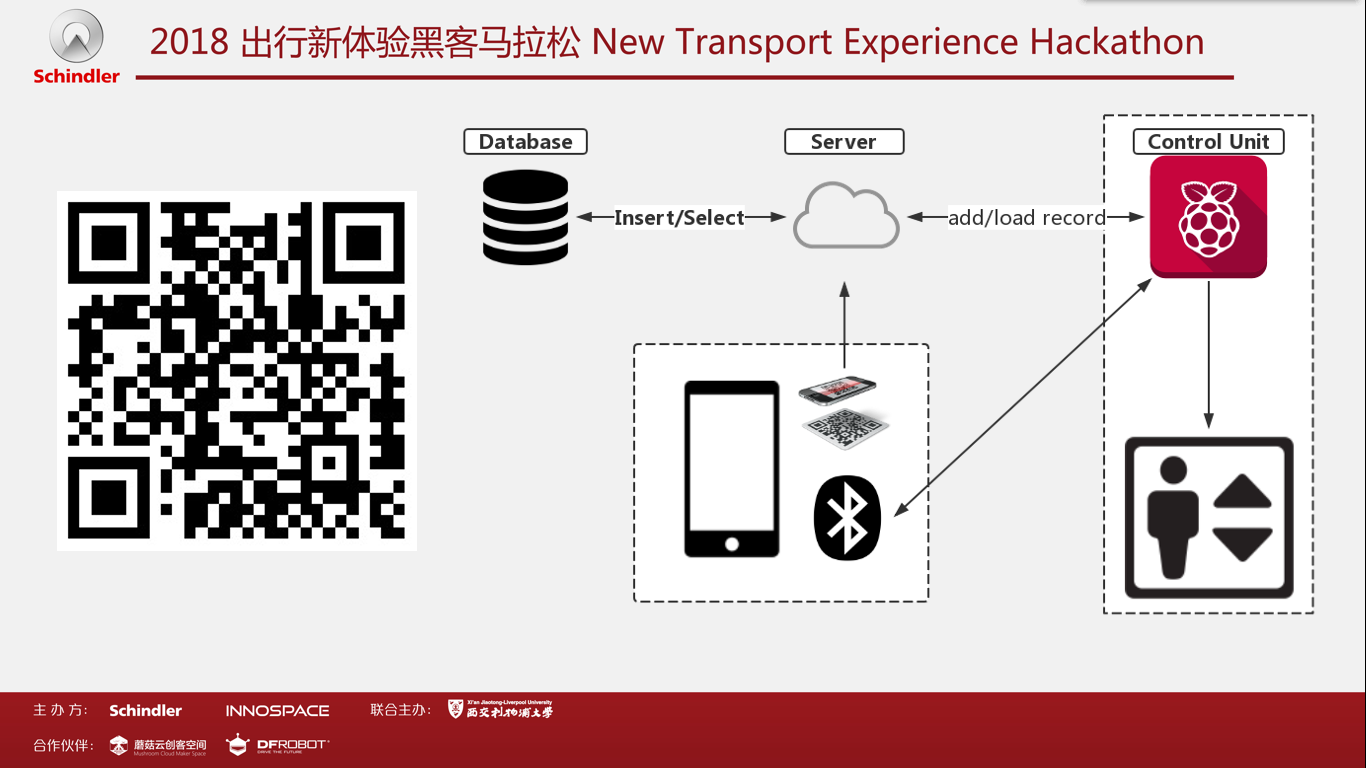 Schindler
2018 出行新体验黑客马拉松 New Transport Experience Hackathon
Database
Server
Control Unit
Insert/Select
add/load record
主办方:
Schindler
INNOSPACE
联合主办:
Xi'an Jiaotong-Liverpool University
西交利物浦大学
合作伙伴:
蘑菇云创客空间
Mushroom Cloud Maker Space
DFROBOT
DRIVE THE FUTURE